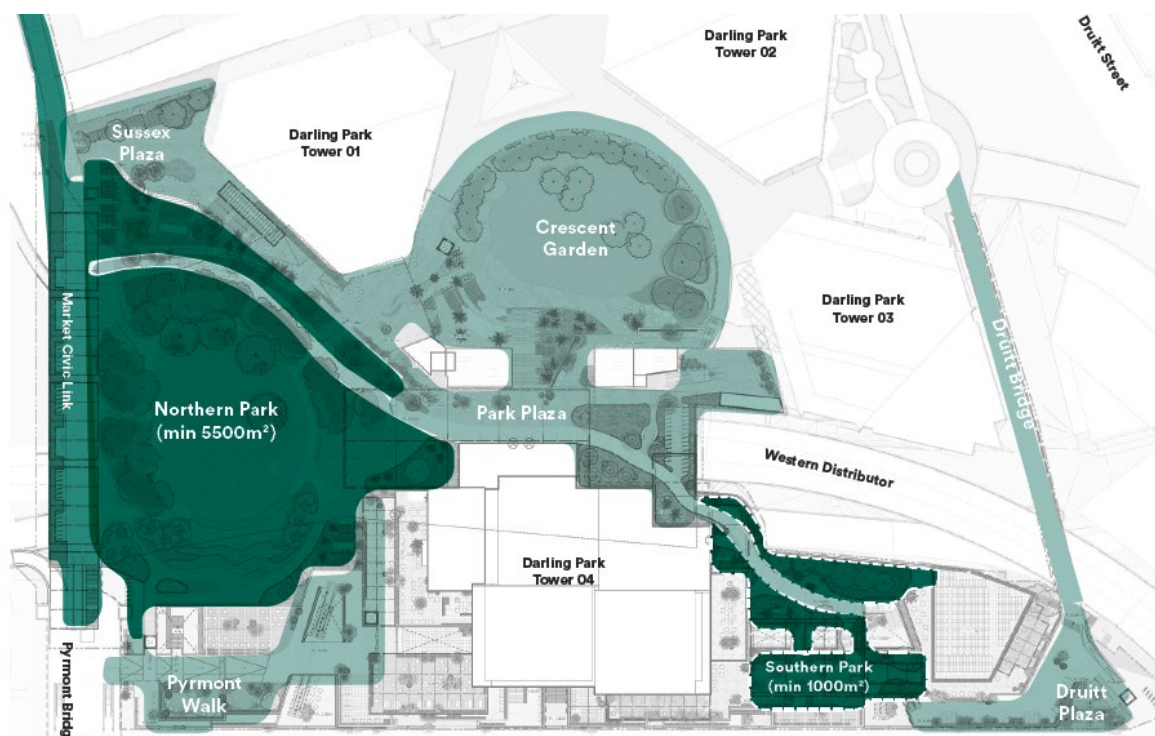 Darling Park
Tower 02
Druitt Street
Sussex
Plaza
Darling Park
Tower 01
Crescent
Garden
Market Civic Link
Darling Park
Tower 03
Druitt Bridge
Northern Park
(min 5500m²)
Park Plaza
Western Distributor
Darling Park
Tower 04
Southern Park
(min 1000m²)
Pyrmont Bridg
Pyrmont
Walk
Druitt
Plaza